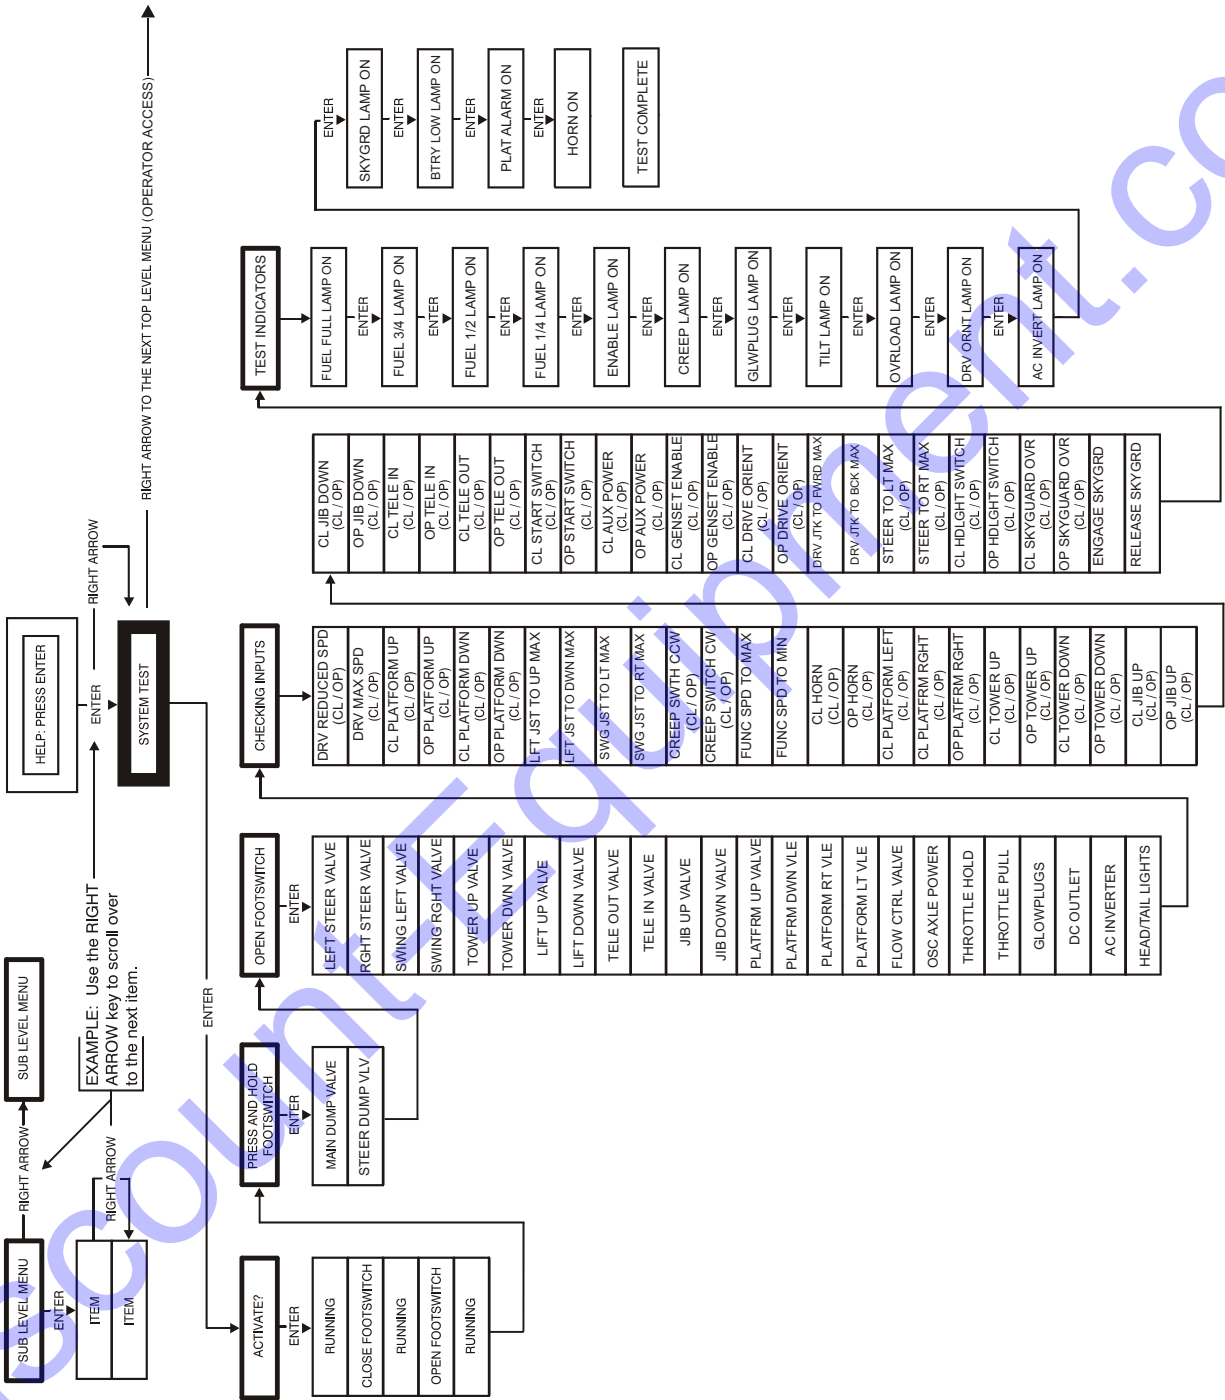 SUB LEVEL MENU
RIGHT ARROW
SUB LEVEL MENU
ENTER
ITEM
ITEM
RIGHT ARROW
EXAMPLE: Use the RIGHT
ARROW key to scroll over
to the next item.
HELP: PRESS ENTER
ENTER
RIGHT ARROW
SYSTEM TEST
RIGHT ARROW TO THE NEXT TOP LEVEL MENU (OPERATOR ACCESS)
ENTER
ACTIVATE?
ENTER
RUNNING
CLOSE FOOTSWITCH
RUNNING
OPEN FOOTSWITCH
RUNNING
PRESS AND HOLD
FOOTSWITCH
ENTER
MAIN DUMP VALVE
STEER DUMP VLV
OPEN FOOTSWITCH
ENTER
LEFT STEER VALVE
RGHT STEER VALVE
SWING LEFT VALVE
SWING RGHT VALVE
TOWER UP VALVE
TOWER DWN VALVE
LIFT UP VALVE
LIFT DOWN VALVE
TELE OUT VALVE
TELE IN VALVE
JIB UP VALVE
JIB DOWN VALVE
PLATFRM UP VALVE
PLATFRM DWN VLE
PLATFORM RT VLE
PLATFORM LT VLE
FLOW CTRL VALVE
OSC AXLE POWER
THROTTLE HOLD
THROTTLE PULL
GLOWPLUGS
DC OUTLET
AC INVERTER
HEAD/TAIL LIGHTS
CHECKING INPUTS
DRV REDUCED SPD
(CL / OP)
DRV MAX SPD
(CL / OP)
CL PLATFORM UP
(CL / OP)
OP PLATFORM UP
(CL / OP)
CL PLATFORM DWN
(CL / OP)
OP PLATFORM DWN
(CL / OP)
LFT JST TO UP MAX
LFT JST TO DWN MAX
SWG JST TO LT MAX
SWG JST TO RT MAX
CREEP SWTH CCW
(CL / OP)
CREEP SWITCH CW
(CL / OP)
FUNC SPD TO MAX
FUNC SPD TO MIN
CL HORN
(CL / OP)
OP HORN
(CL / OP)
CL PLATFORM LEFT
(CL / OP)
CL PLATFRM RGHT
(CL / OP)
OP PLATFRM RGHT
(CL / OP)
CL TOWER UP
(CL / OP)
OP TOWER UP
(CL / OP)
CL TOWER DOWN
(CL / OP)
OP TOWER DOWN
(CL / OP)
CL JIB UP
(CL / OP)
OP JIB UP
(CL / OP)
CL JIB DOWN
(CL / OP)
OP JIB DOWN
(CL / OP)
CL TELE IN
(CL / OP)
OP TELE IN
(CL / OP)
CL TELE OUT
(CL / OP)
OP TELE OUT
(CL / OP)
CL START SWITCH
(CL / OP)
OP START SWITCH
(CL / OP)
CL AUX POWER
(CL / OP)
OP AUX POWER
(CL / OP)
CL GENSET ENABLE
(CL / OP)
OP GENSET ENABLE
(CL / OP)
CL DRIVE ORIENT
(CL / OP)
OP DRIVE ORIENT
(CL / OP)
DRV JTK TO FWRD MAX
DRV JTK TO BCK MAX
STEER TO LT MAX
(CL / OP)
STEER TO RT MAX
(CL / OP)
CL HDLGHT SWITCH
(CL / OP)
OP HDLGHT SWITCH
(CL / OP)
CL SKYGUARD OVR
(CL / OP)
OP SKYGUARD OVR
(CL / OP)
ENGAGE SKYGRD
RELEASE SKYGRD
TEST INDICATORS
FUEL FULL LAMP ON
ENTER
FUEL 3/4 LAMP ON
ENTER
FUEL 1/2 LAMP ON
ENTER
FUEL 1/4 LAMP ON
ENTER
ENABLE LAMP ON
ENTER
CREEP LAMP ON
ENTER
GLWPLUG LAMP ON
ENTER
TILT LAMP ON
ENTER
OVRLOAD LAMP ON
ENTER
DRV ORNT LAMP ON
ENTER
AC INVERT LAMP ON
ENTER
SKYGRD LAMP ON
ENTER
BTRY LOW LAMP ON
ENTER
PLAT ALARM ON
ENTER
HORN ON
TEST COMPLETE
scount-Equipment.co